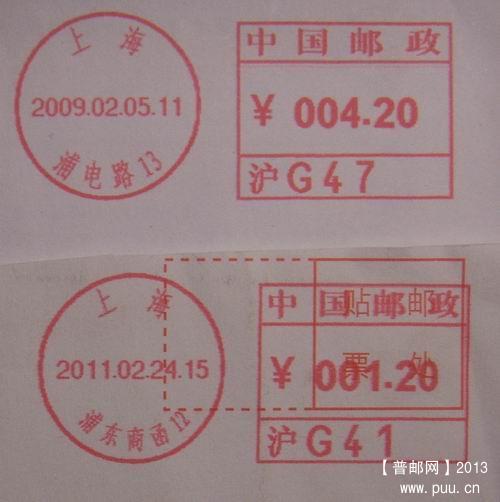 上海
2009.02.05.11
浦电路13
中国邮政
¥ 004.20
沪G47
上海
2011.02.24.15
浦东商函12
中国邮政
¥ 001.20
沪G41
贴邮
票处
【普邮网】2013
www.puu.cn